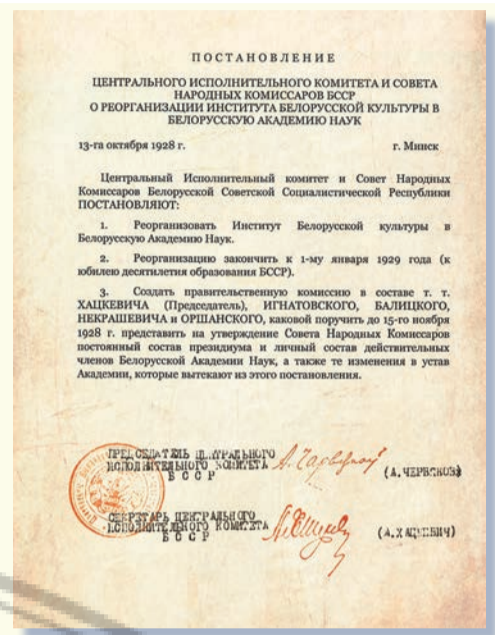 ПОСТАНОВЛЕНИЕ
ЦЕНТРАЛЬНОГО ИСПОЛНИТЕЛЬНОГО КОМИТЕТА И СОВЕТА
НАРОДНЫХ КОМИССАРОВ БССР
О РЕОРГАНИЗАЦИИ ИНСТИТУТА БЕЛОРУССКОЙ КУЛЬТУРЫ В
БЕЛОРУССКУЮ АКАДЕМИЮ НАУК
13-га октября 1928 г. г. Минск
Центральный Исполнительный комитет и Совет Народных
Комиссаров Белорусской Советской Социалистической Республики
ПОСТАНОВЛЯЮТ:
1. Реорганизовать Институт Белорусской культуры в
Белорусскую Академию Наук.
2. Реорганизацию закончить к 1-му января 1929 года (к
юбилею десятилетия образования БССР).
3. Создать правительственную комиссию в составе т. т.
ХАЦКЕВИЧА (Председатель), ИГНАТОВСКОГО, БАЛИЦКОГО,
НЕКРАШЕВИЧА и ОРШАНСКОГО, каковой поручить до 15-го ноября
1928 г. представить на утверждение Совета Народных Комиссаров
постоянный состав президиума и личный состав действительных
членов Белорусской Академии Наук, а также те изменения в устав
Академии, которые вытекают из этого постановления.
ПРЕДСЕДАТЕЛЬ ЦЕНТРАЛЬНОГО
ИСПОЛНИТЕЛЬНОГО КОМИТЕТА
БССР (А.ЧЕРВЯКОВ)
СЕКРЕТАРЬ ЦЕНТРАЛЬНОГО
ИСПОЛНИТЕЛЬНОГО КОМИТЕТА
БССР (А.ХАЦКЕВИЧ)